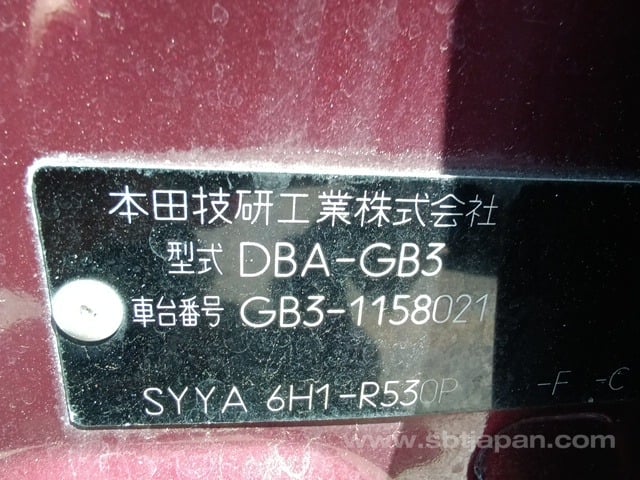 本田技研工業株式会社
型式 DBA-GB3
車台番号 GB3-1158021
SYYA 6H1-R530P -F -C
www.sbtjapan.com